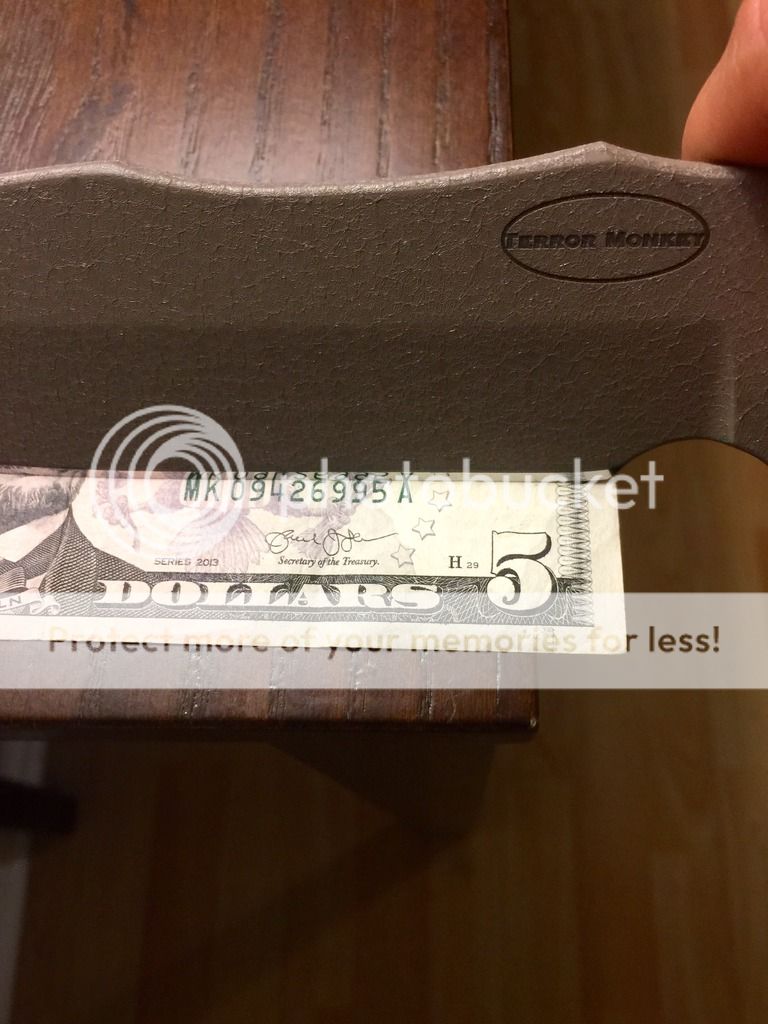 TERROR MONKEY
MK09426995A
photobucket
SERIES 2013
Secretary of the Treasury.
H 29
5
DOLLARS
Protect more of your memories for less!